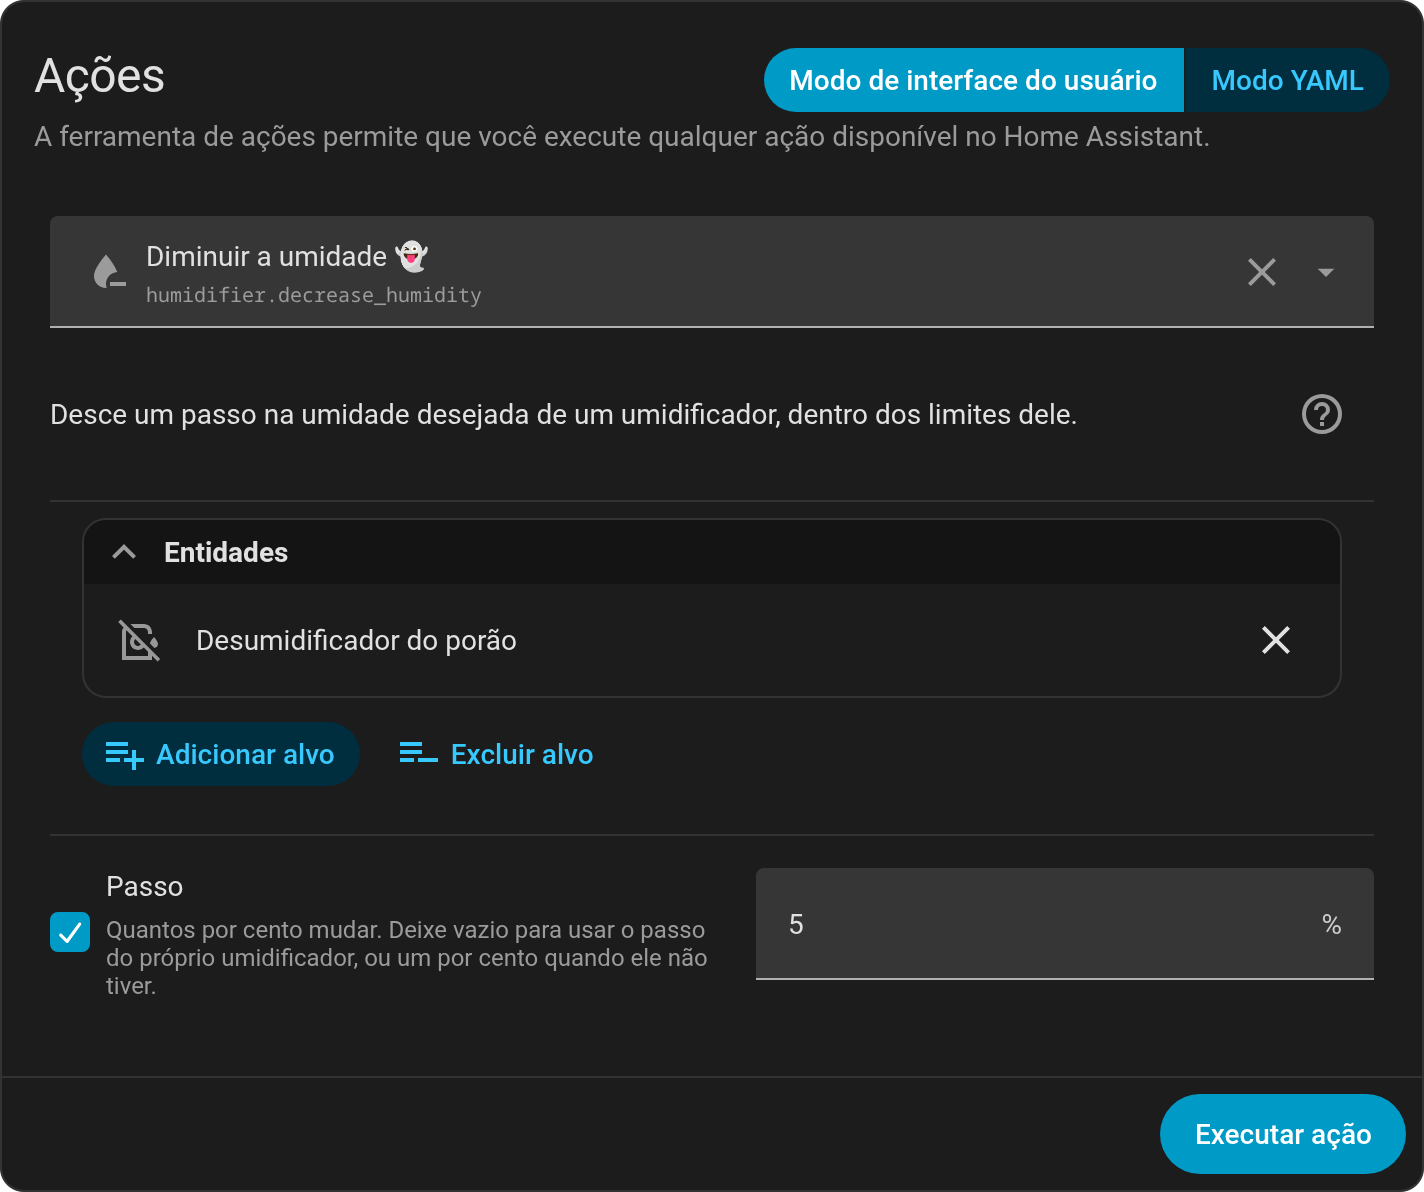 Ações
Modo de interface do usuário
Modo YAML
A ferramenta de ações permite que você execute qualquer ação disponível no Home Assistant.
Diminuir a umidade 👻
humidifier.decrease_humidity
Desce um passo na umidade desejada de um umidificador, dentro dos limites dele.
Entidades
Desumidificador do porão
Adicionar alvo
Excluir alvo
Passo
Quantos por cento mudar. Deixe vazio para usar o passo
do próprio umidificador, ou um por cento quando ele não
tiver.
5 %
Executar ação